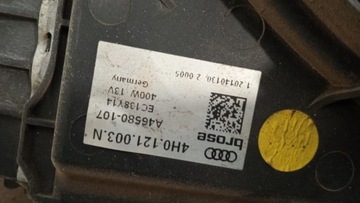 brose
4H0.121.003.N
A46580-107
EC138Y14
400W 13V
Germany
1.20140130.2.0005